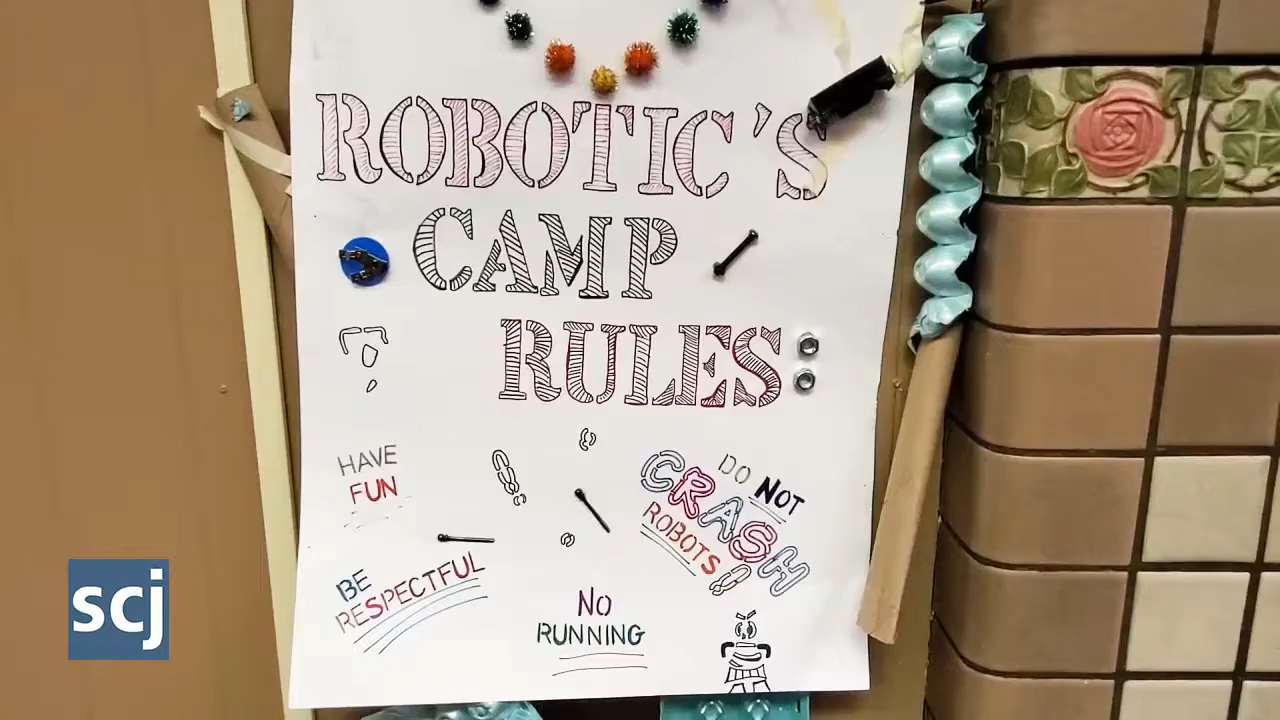 ROBOTIC'S
CAMP
RULES:
HAVE
FUN
BE
RESPECTFUL
NO
RUNNING
DO NOT
CRASH
ROBOTS!
scj